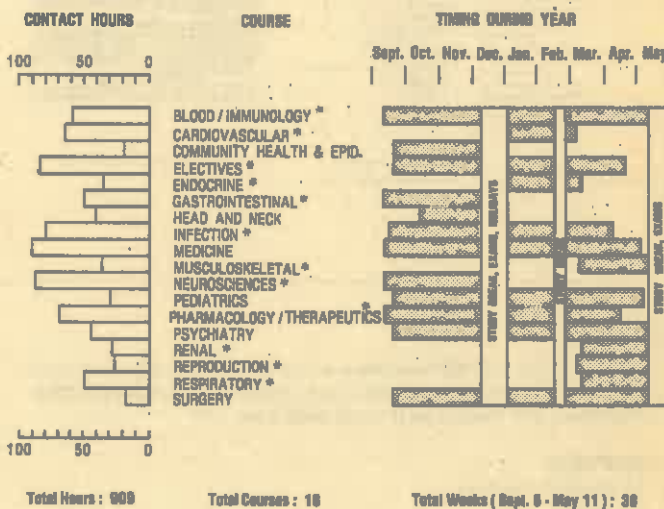 CONTACT HOURS COURSE TIMING DURING YEAR
Sept. Oct. Nov. Dec. Jan. Feb. Mar. Apr. May
100 50 0
BLOOD / IMMUNOLOGY *
CARDIOVASCULAR *
COMMUNITY HEALTH & EPID.
ELECTIVES *
ENDOCRINE *
GASTROINTESTINAL *
HEAD AND NECK
INFECTION *
MEDICINE
MUSCULOSKELETAL *
NEUROSCIENCES *
PEDIATRICS
PHARMACOLOGY / THERAPEUTICS *
PSYCHIATRY
RENAL *
REPRODUCTION *
RESPIRATORY *
SURGERY
STUDY BREAK, EXAMS, HOLIDAYS
STUDY BREAK, EXAMS
100 50 0
Total Hours : 909 Total Courses : 18 Total Weeks ( Sept. 5 - May 11 ) : 36